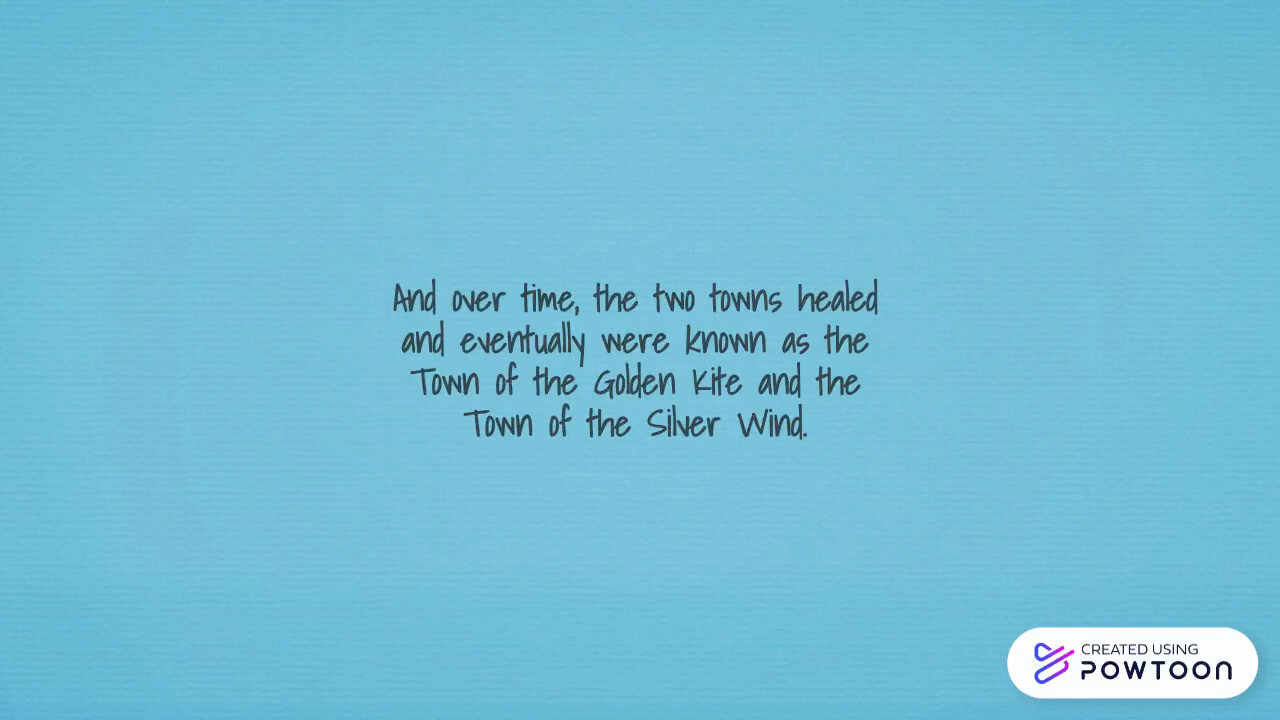 And over time, the two towns healed
and eventually were known as the
Town of the Golden Kite and the
Town of the Silver Wind.
CREATED USING
POWTOON